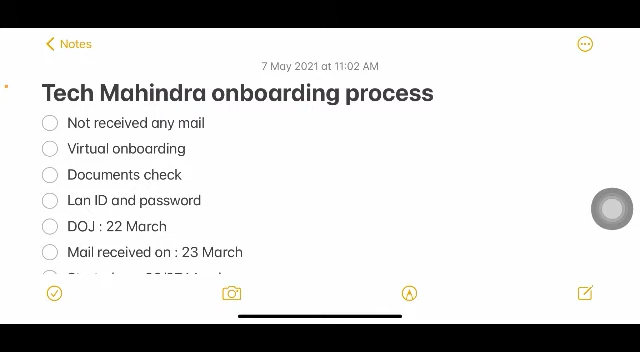 Notes
7 May 2021 at 11:02 AM
Tech Mahindra onboarding process
Not received any mail
Virtual onboarding
Documents check
Lan ID and password
DOJ : 22 March
Mail received on : 23 March